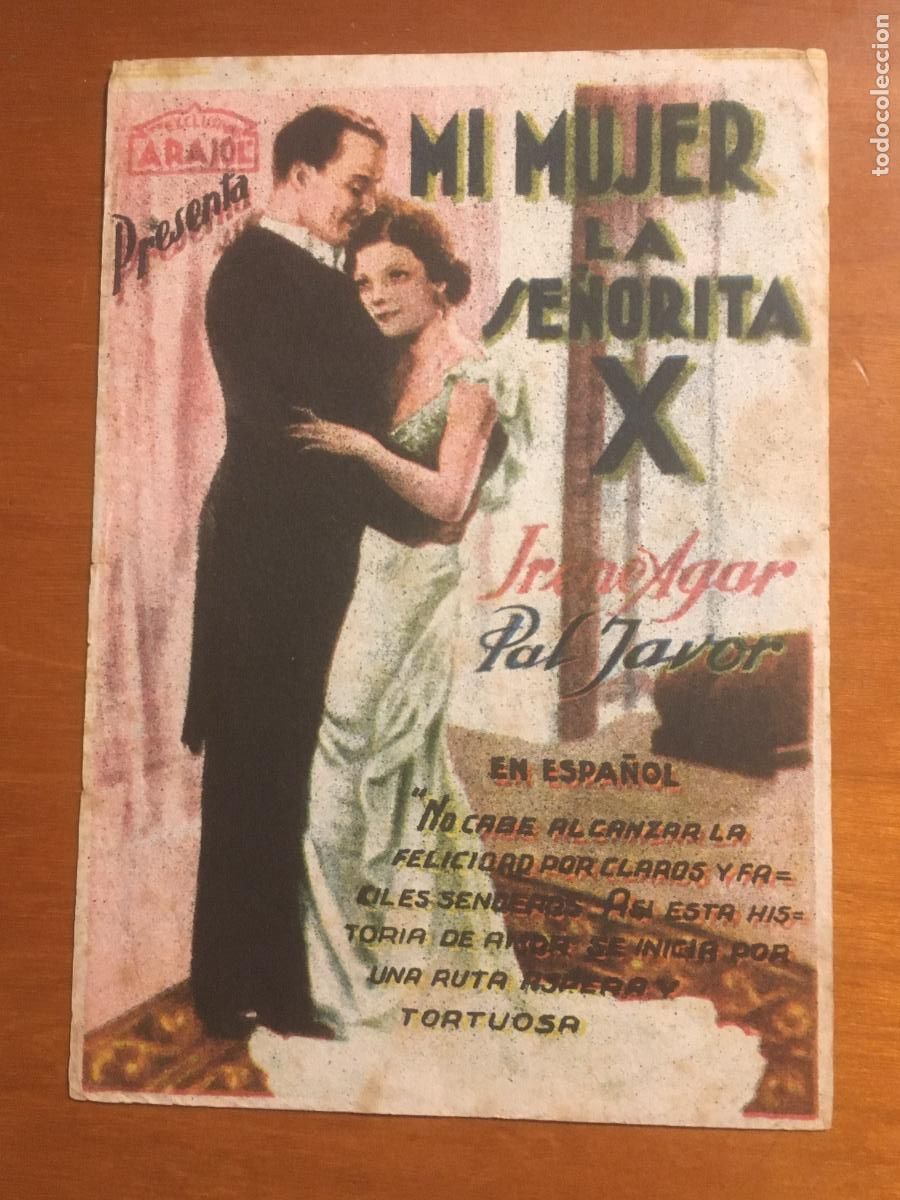 EXCLUSIVAS
ARAJOL
Presenta
MI MUJER
LA
SEÑORITA
X
Irene Agar
Pal Javor
EN ESPAÑOL
"NO CABE ALCANZAR LA
FELICIDAD POR CLAROS Y FA=
CILES SENDEROS. ASI ESTA HIS=
TORIA DE AMOR SE INICIA POR
UNA RUTA ASPERA Y
TORTUOSA
todocoleccion